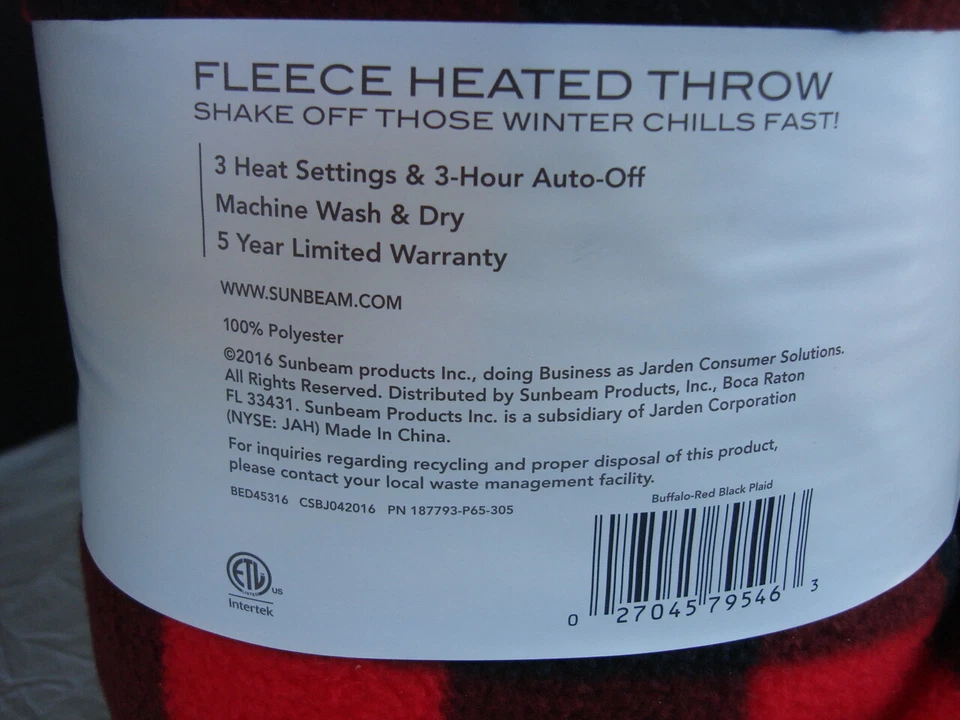 FLEECE HEATED THROW
SHAKE OFF THOSE WINTER CHILLS FAST!
3 Heat Settings & 3-Hour Auto-Off
Machine Wash & Dry
5 Year Limited Warranty
WWW.SUNBEAM.COM
100% Polyester
©2016 Sunbeam products Inc., doing Business as Jarden Consumer Solutions.
All Rights Reserved. Distributed by Sunbeam Products, Inc., Boca Raton
FL 33431. Sunbeam Products Inc. is a subsidiary of Jarden Corporation
(NYSE: JAH) Made In China.
For inquiries regarding recycling and proper disposal of this product,
please contact your local waste management facility.
BED45316 CSBJ042016 PN 187793-P65-305
Buffalo-Red Black Plaid
0 27045 79546 3
ETL US
LISTED
Intertek